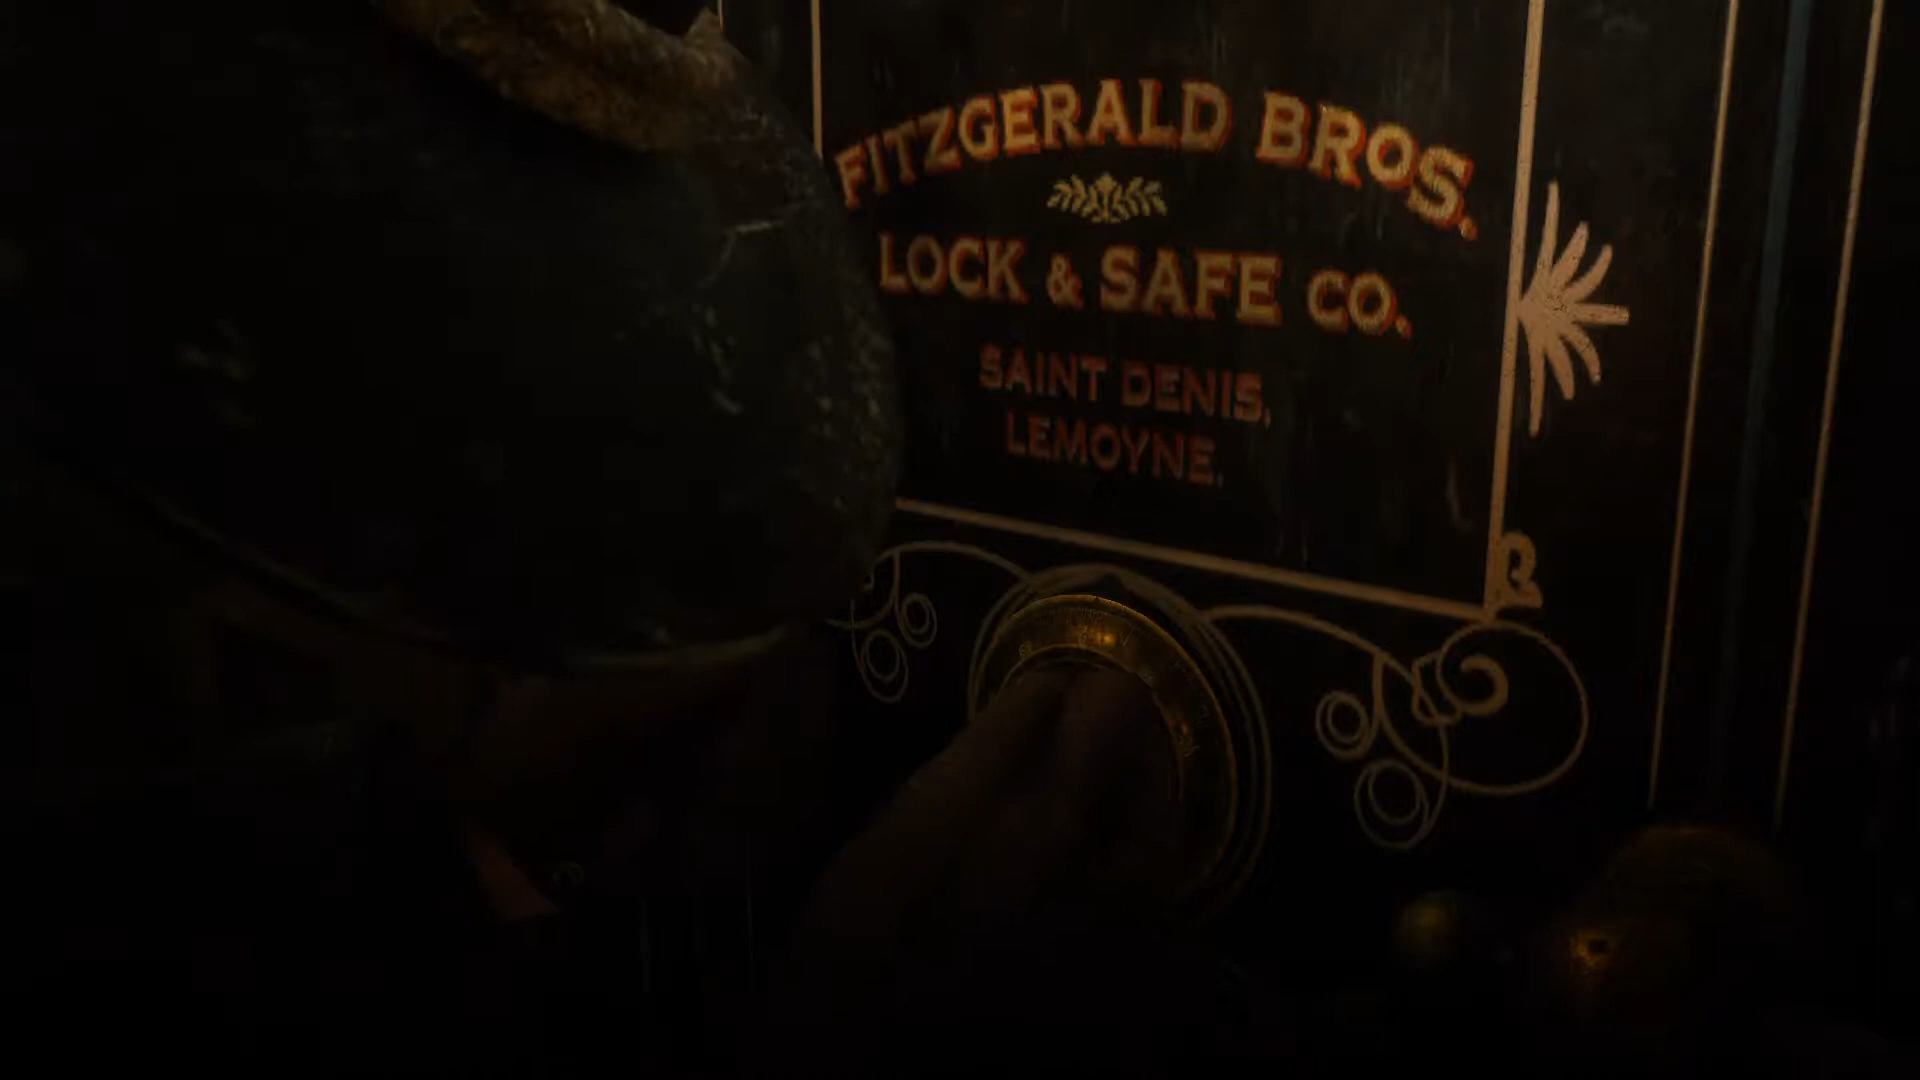 FITZGERALD BROS.
LOCK & SAFE CO.
SAINT DENIS,
LEMOYNE.